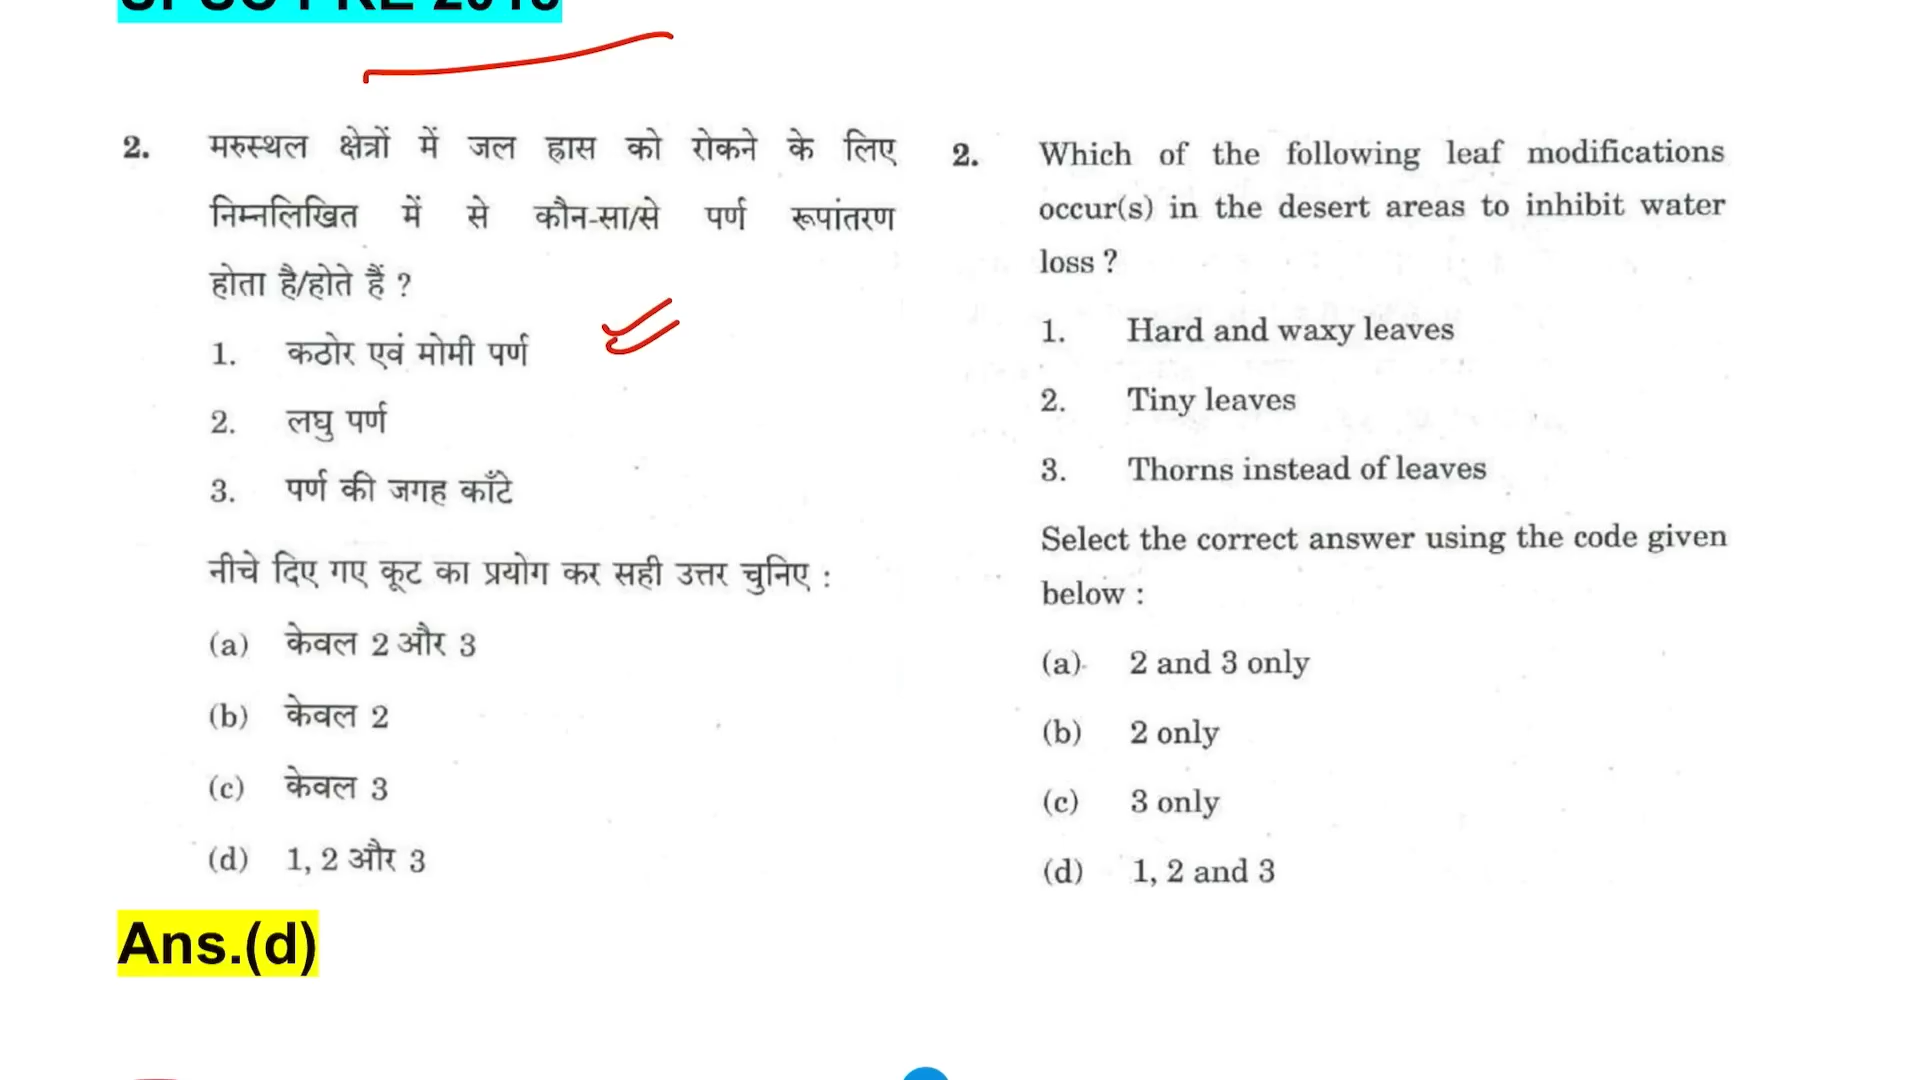 2. मरुस्थल क्षेत्रों में जल ह्रास को रोकने के लिए
निम्नलिखित में से कौन-सा/से पर्ण रूपांतरण
होता है/होते हैं ?
1. कठोर एवं मोमी पर्ण
2. लघु पर्ण
3. पर्ण की जगह काँटे
नीचे दिए गए कूट का प्रयोग कर सही उत्तर चुनिए :
(a) केवल 2 और 3
(b) केवल 2
(c) केवल 3
(d) 1, 2 और 3
2. Which of the following leaf modifications
occur(s) in the desert areas to inhibit water
loss ?
1. Hard and waxy leaves
2. Tiny leaves
3. Thorns instead of leaves
Select the correct answer using the code given
below :
(a) 2 and 3 only
(b) 2 only
(c) 3 only
(d) 1, 2 and 3
Ans.(d)